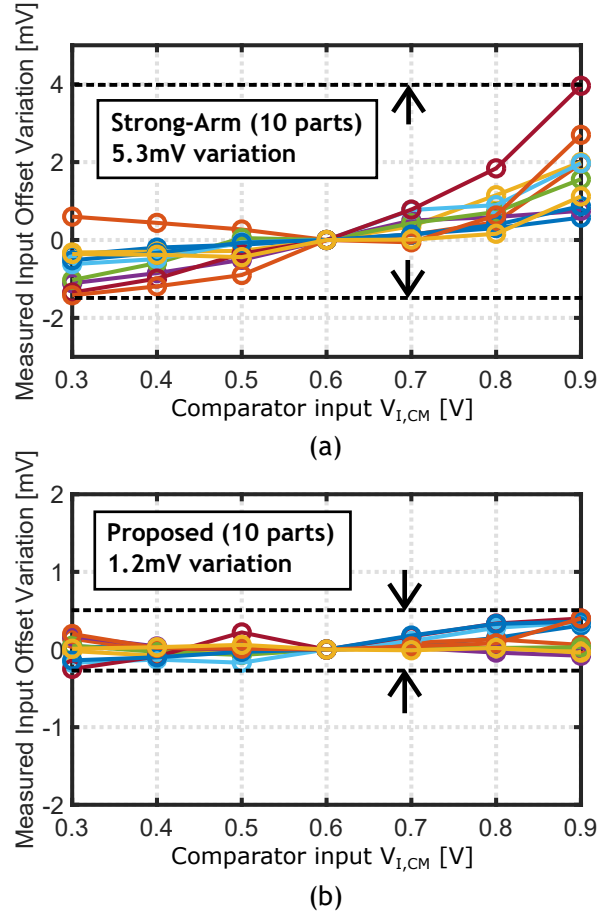 Measured Input Offset Variation [mV]
4
2
0
-2
Strong-Arm (10 parts)
5.3mV variation
0.3 0.4 0.5 0.6 0.7 0.8 0.9
Comparator input V_I,CM [V]
(a)
Measured Input Offset Variation [mV]
2
1
0
-1
-2
Proposed (10 parts)
1.2mV variation
0.3 0.4 0.5 0.6 0.7 0.8 0.9
Comparator input V_I,CM [V]
(b)